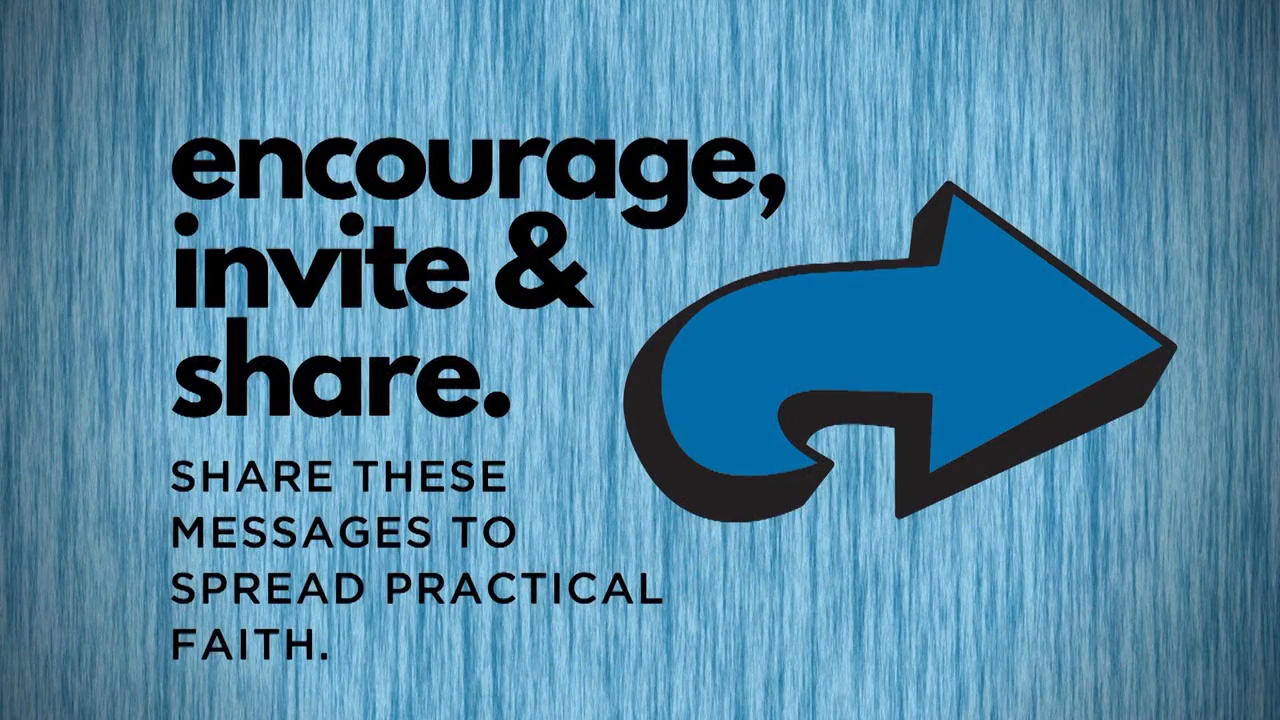 encourage,
invite &
share.
SHARE THESE
MESSAGES TO
SPREAD PRACTICAL
FAITH.